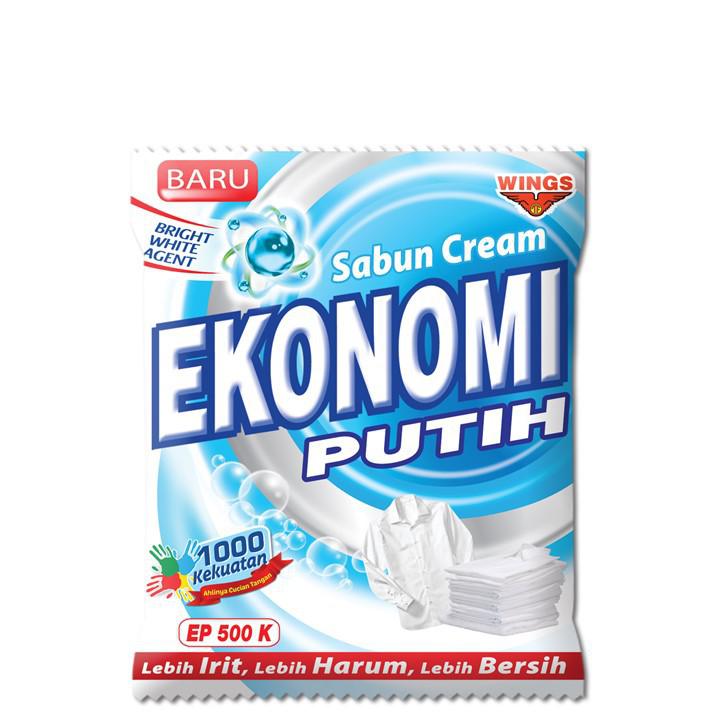 BARU
WINGS
BRIGHT
WHITE
AGENT
Sabun Cream
EKONOMI
PUTIH
1000
Kekuatan
Ahlinya Cucian Tangan
EP 500 K
Lebih Irit, Lebih Harum, Lebih Bersih